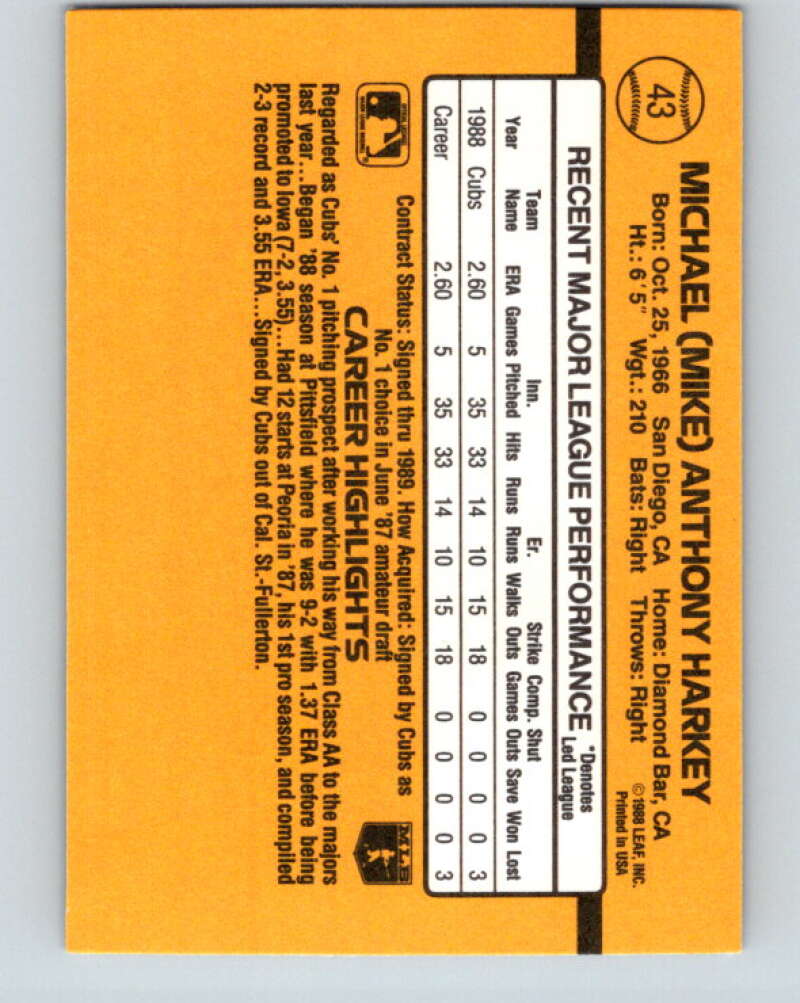 43
MICHAEL (MIKE) ANTHONY HARKEY
Born: Oct. 25, 1966 San Diego, CA Home: Diamond Bar, CA
Ht.: 6'5" Wgt.: 210 Bats: Right Throws: Right
© 1988 LEAF, INC.
Printed in USA
RECENT MAJOR LEAGUE PERFORMANCE
*Denotes
Led League
Team Inn. Er. Strike Comp. Shut
Year Name ERA Games Pitched Hits Runs Runs Walks Outs Games Outs Save Won Lost
1988 Cubs 2.60 5 35 33 14 10 15 18 0 0 0 0 3
Career 2.60 5 35 33 14 10 15 18 0 0 0 0 3
Contract Status: Signed thru 1989. How Acquired: Signed by Cubs as
No. 1 choice in June '87 amateur draft
MLB
CAREER HIGHLIGHTS
Regarded as Cubs' No. 1 pitching prospect after working his way from Class AA to the majors
last year...Began '88 season at Pittsfield where he was 9-2 with 1.37 ERA before being
promoted to Iowa (7-2, 3.55)...Had 12 starts at Peoria in '87, his 1st pro season, and compiled
2-3 record and 3.55 ERA...Signed by Cubs out of Cal. St.-Fullerton.